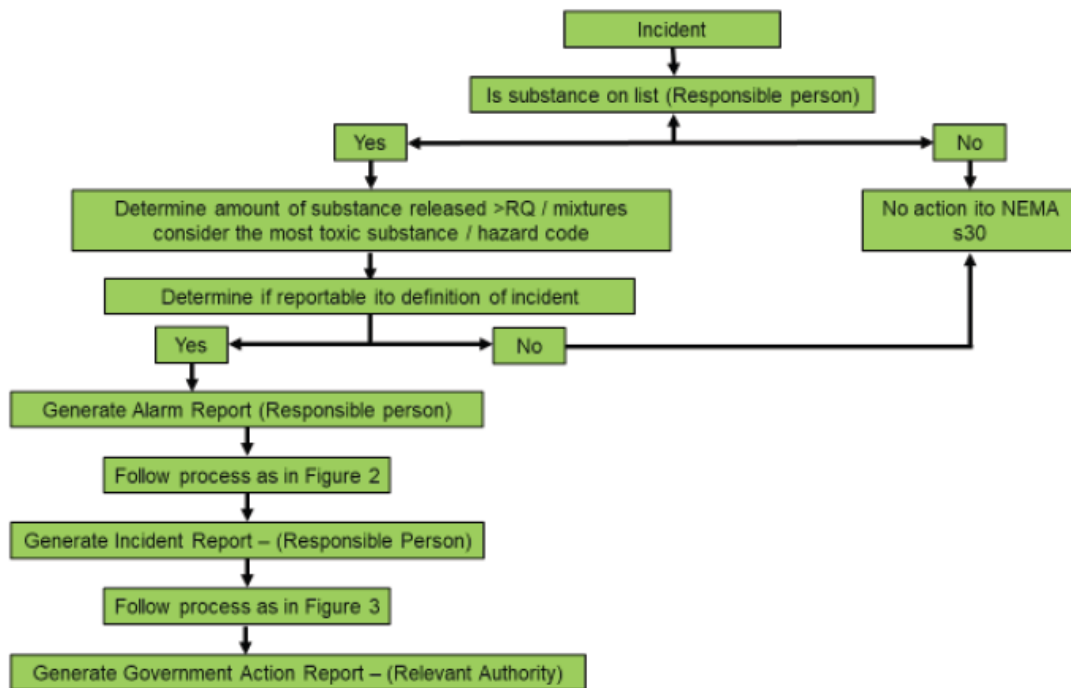 Incident
Is substance on list (Responsible person)
Yes
No
Determine amount of substance released >RQ / mixtures
consider the most toxic substance / hazard code
No action ito NEMA
s30
Determine if reportable ito definition of incident
Yes
No
Generate Alarm Report (Responsible person)
Follow process as in Figure 2
Generate Incident Report – (Responsible Person)
Follow process as in Figure 3
Generate Government Action Report – (Relevant Authority)